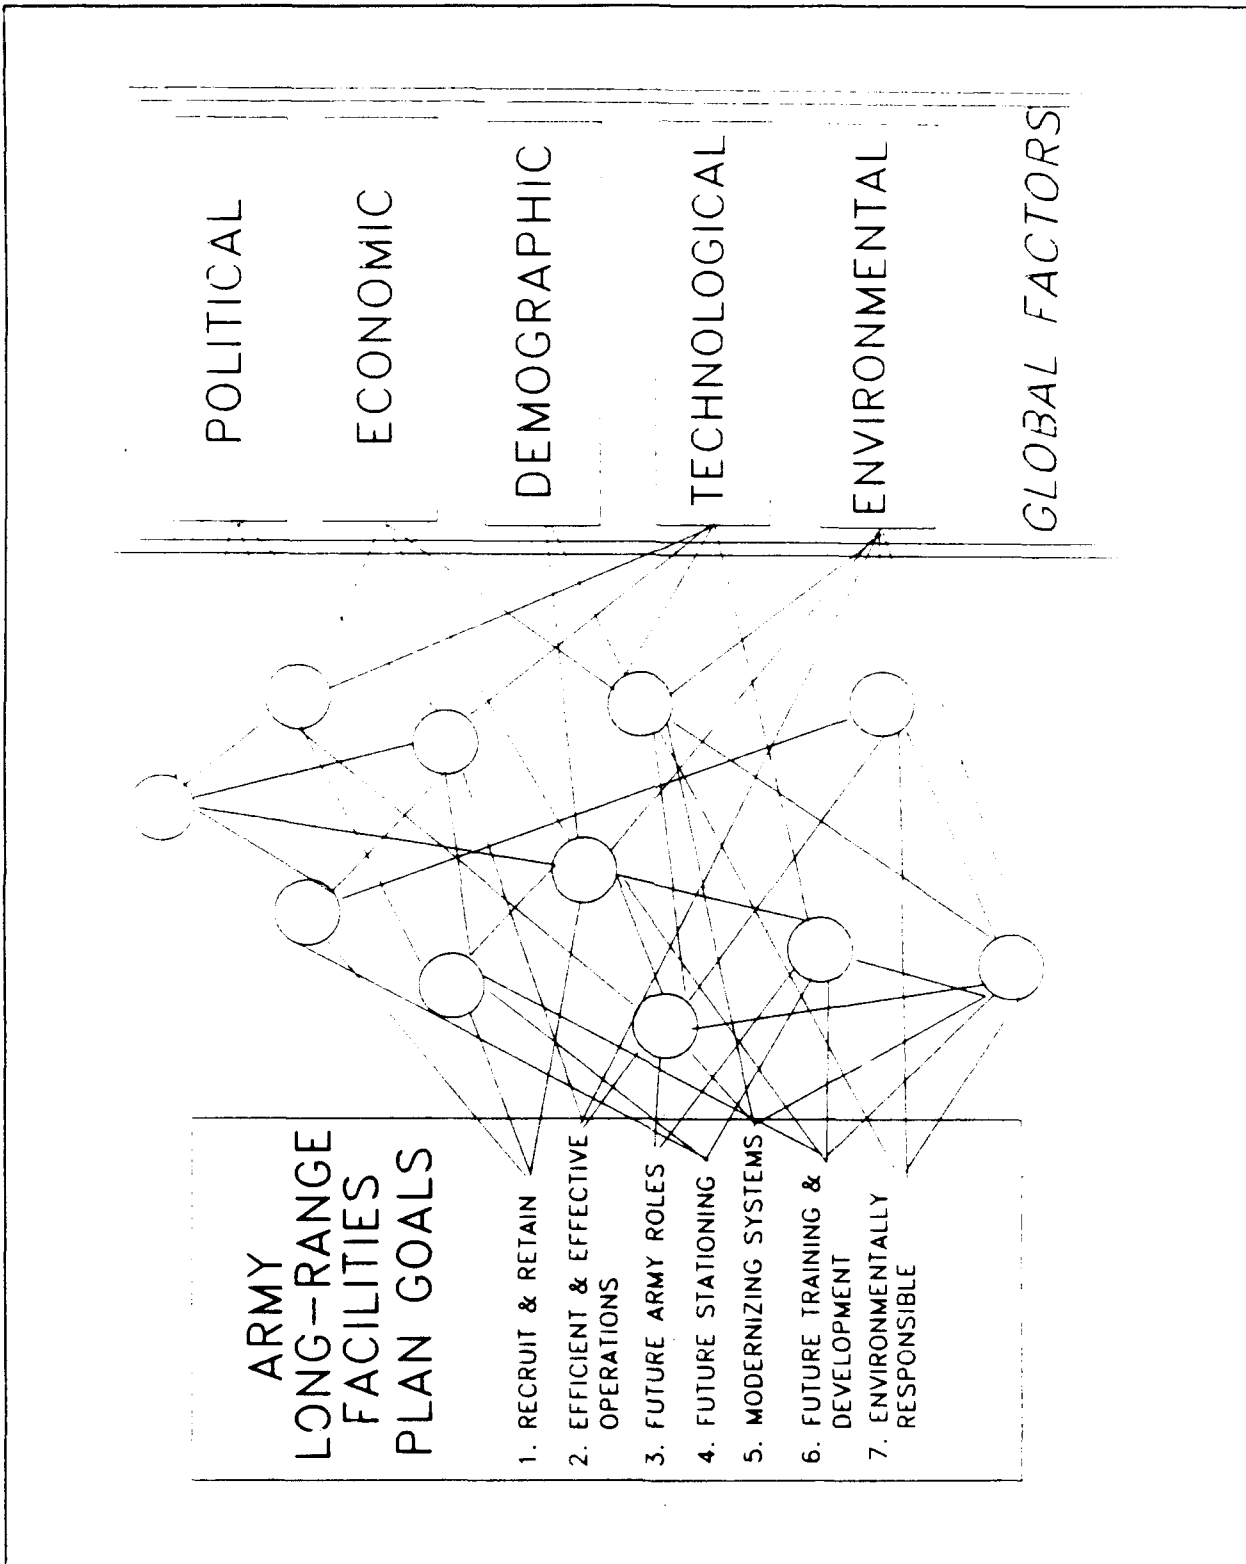 ARMY
LONG-RANGE
FACILITIES
PLAN GOALS
1. RECRUIT & RETAIN
2. EFFICIENT & EFFECTIVE
OPERATIONS
3. FUTURE ARMY ROLES
4. FUTURE STATIONING
5. MODERNIZING SYSTEMS
6. FUTURE TRAINING &
DEVELOPMENT
7. ENVIRONMENTALLY
RESPONSIBLE
POLITICAL
ECONOMIC
DEMOGRAPHIC
TECHNOLOGICAL
ENVIRONMENTAL
GLOBAL FACTORS